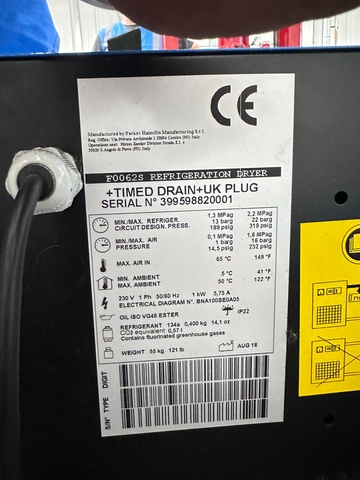 CE
Manufactured by Parker Hannifin Manufacturing S.r.l.
Reg. Office: Via Privata Archimede 1 20094 Corsico (MI) Italy
Operations seat: Hiross Zander Division Strada Z.I. 4
35020 S.Angelo di Piove (PD) Italy
F0062S REFRIGERATION DRYER
+TIMED DRAIN+UK PLUG
SERIAL N° 399598820001
MIN./MAX. REFRIGER. 1,3 MPag 2,2 MPag
CIRCUIT DESIGN. PRESS. 13 barg 22 barg
189 psig 319 psig
MIN./MAX. AIR 0,1 MPag 1,6 MPag
PRESSURE 1 barg 16 barg
14,5 psig 232 psig
MAX. AIR IN 65 °C 149 °F
MIN. AMBIENT 5 °C 41 °F
MAX. AMBIENT 50 °C 122 °F
230 V 1 Ph 50/60 Hz 1 kW 5,75 A
ELECTRICAL DIAGRAM N°. BNA100SE0A05
OIL ISO VG46 ESTER IP22
REFRIGERANT 134a 0,400 kg 14,1 oz
CO2 equivalent 0,57 t
Contains fluorinated greenhouse gases
WEIGHT 55 kg 121 lb AUG 18
S/N° TYPE DIGIT